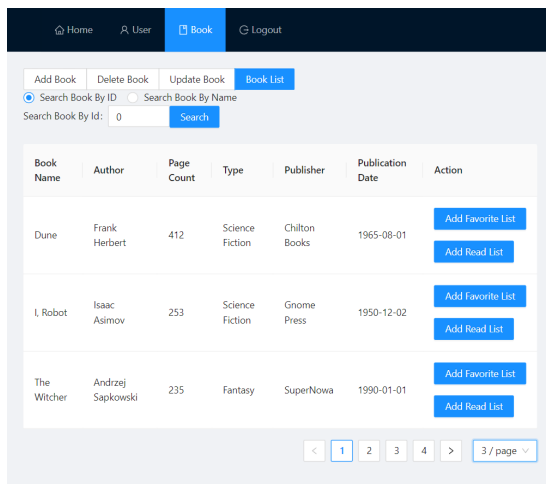 Home User Book Logout
Add Book Delete Book Update Book Book List
Search Book By ID Search Book By Name
Search Book By Id: 0 Search
Book Name Author Page Count Type Publisher Publication Date Action
Dune Frank Herbert 412 Science Fiction Chilton Books 1965-08-01 Add Favorite List
Add Read List
I, Robot Isaac Asimov 253 Science Fiction Gnome Press 1950-12-02 Add Favorite List
Add Read List
The Witcher Andrzej Sapkowski 235 Fantasy SuperNowa 1990-01-01 Add Favorite List
Add Read List
< 1 2 3 4 > 3 / page